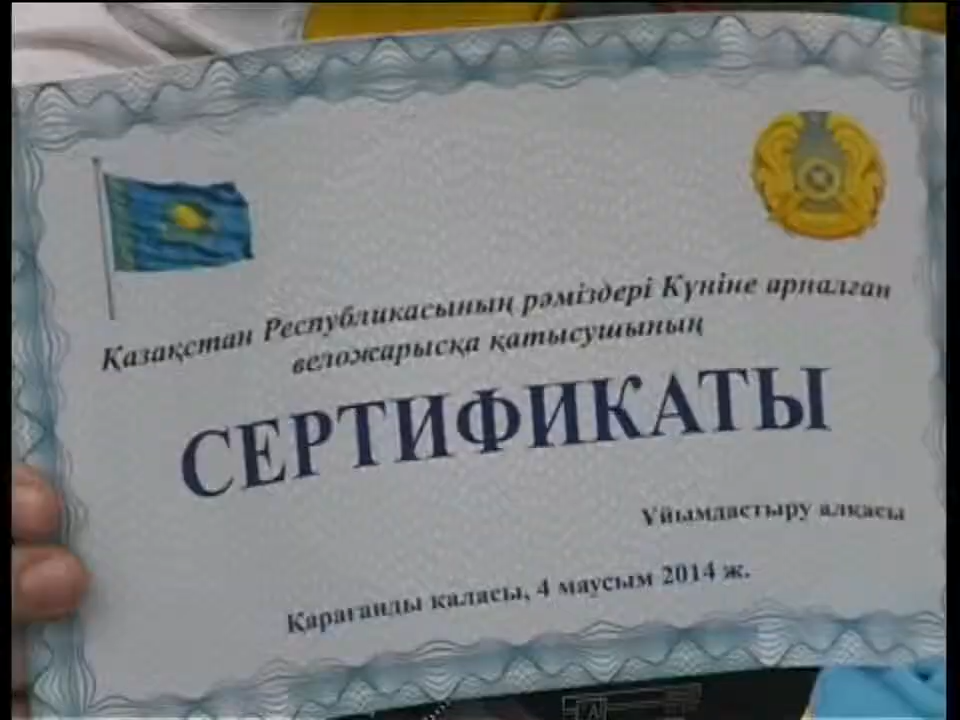 Қазақстан Республикасының рәміздері Күніне арналған
веложарысқа қатысушының
СЕРТИФИКАТЫ
Ұйымдастыру алқасы
Қарағанды қаласы, 4 маусым 2014 ж.